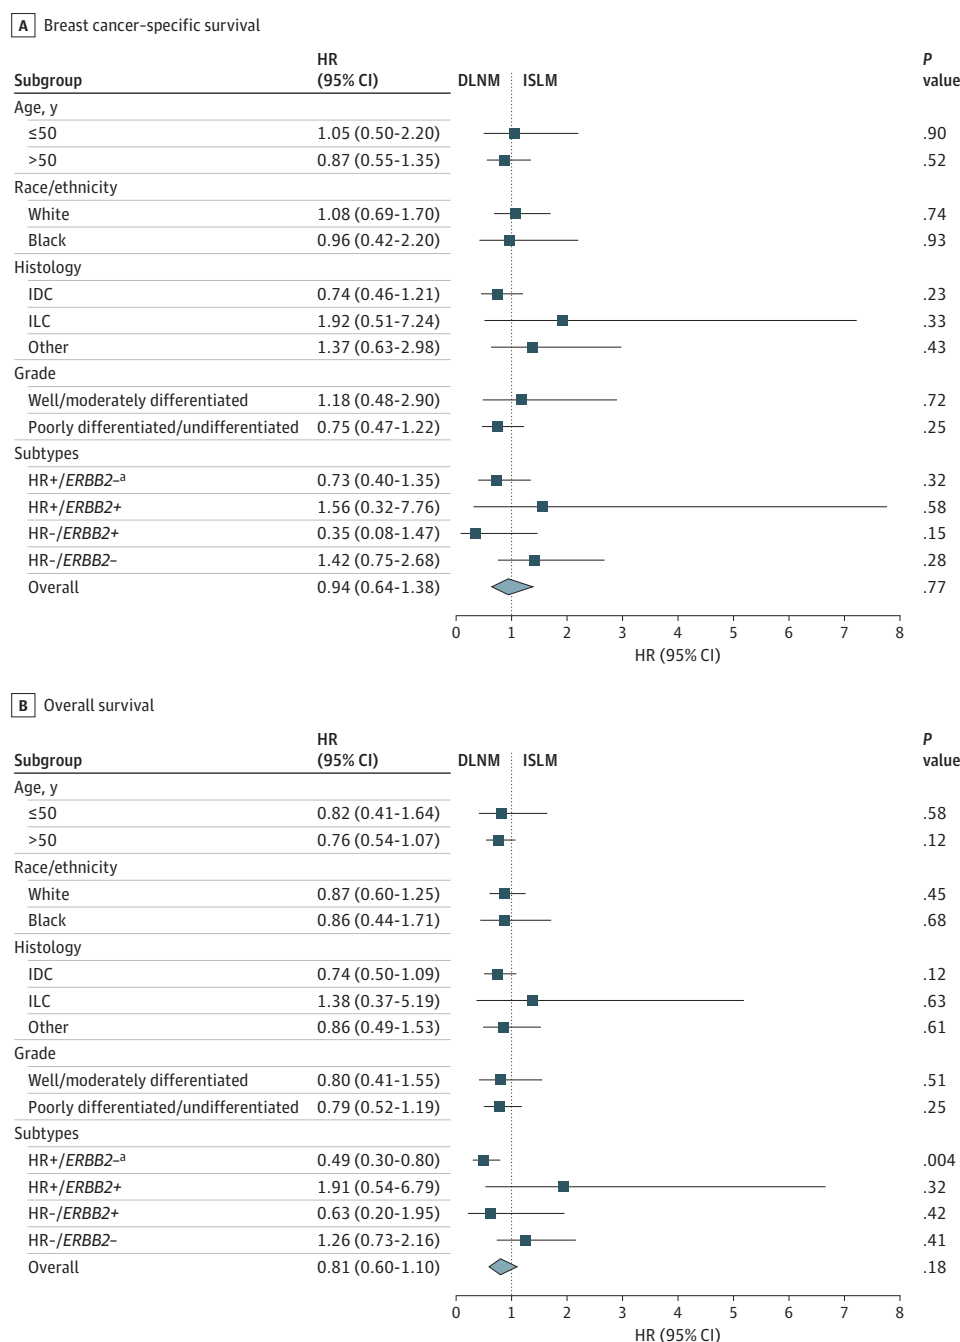 A Breast cancer-specific survival
HR P
Subgroup (95% CI) DLNM ISLM value
Age, y
≤50 1.05 (0.50-2.20) .90
>50 0.87 (0.55-1.35) .52
Race/ethnicity
White 1.08 (0.69-1.70) .74
Black 0.96 (0.42-2.20) .93
Histology
IDC 0.74 (0.46-1.21) .23
ILC 1.92 (0.51-7.24) .33
Other 1.37 (0.63-2.98) .43
Grade
Well/moderately differentiated 1.18 (0.48-2.90) .72
Poorly differentiated/undifferentiated 0.75 (0.47-1.22) .25
Subtypes
HR+/ERBB2-a 0.73 (0.40-1.35) .32
HR+/ERBB2+ 1.56 (0.32-7.76) .58
HR-/ERBB2+ 0.35 (0.08-1.47) .15
HR-/ERBB2- 1.42 (0.75-2.68) .28
Overall 0.94 (0.64-1.38) .77
0 1 2 3 4 5 6 7 8
HR (95% CI)
B Overall survival
HR P
Subgroup (95% CI) DLNM ISLM value
Age, y
≤50 0.82 (0.41-1.64) .58
>50 0.76 (0.54-1.07) .12
Race/ethnicity
White 0.87 (0.60-1.25) .45
Black 0.86 (0.44-1.71) .68
Histology
IDC 0.74 (0.50-1.09) .12
ILC 1.38 (0.37-5.19) .63
Other 0.86 (0.49-1.53) .61
Grade
Well/moderately differentiated 0.80 (0.41-1.55) .51
Poorly differentiated/undifferentiated 0.79 (0.52-1.19) .25
Subtypes
HR+/ERBB2-a 0.49 (0.30-0.80) .004
HR+/ERBB2+ 1.91 (0.54-6.79) .32
HR-/ERBB2+ 0.63 (0.20-1.95) .42
HR-/ERBB2- 1.26 (0.73-2.16) .41
Overall 0.81 (0.60-1.10) .18
0 1 2 3 4 5 6 7 8
HR (95% CI)